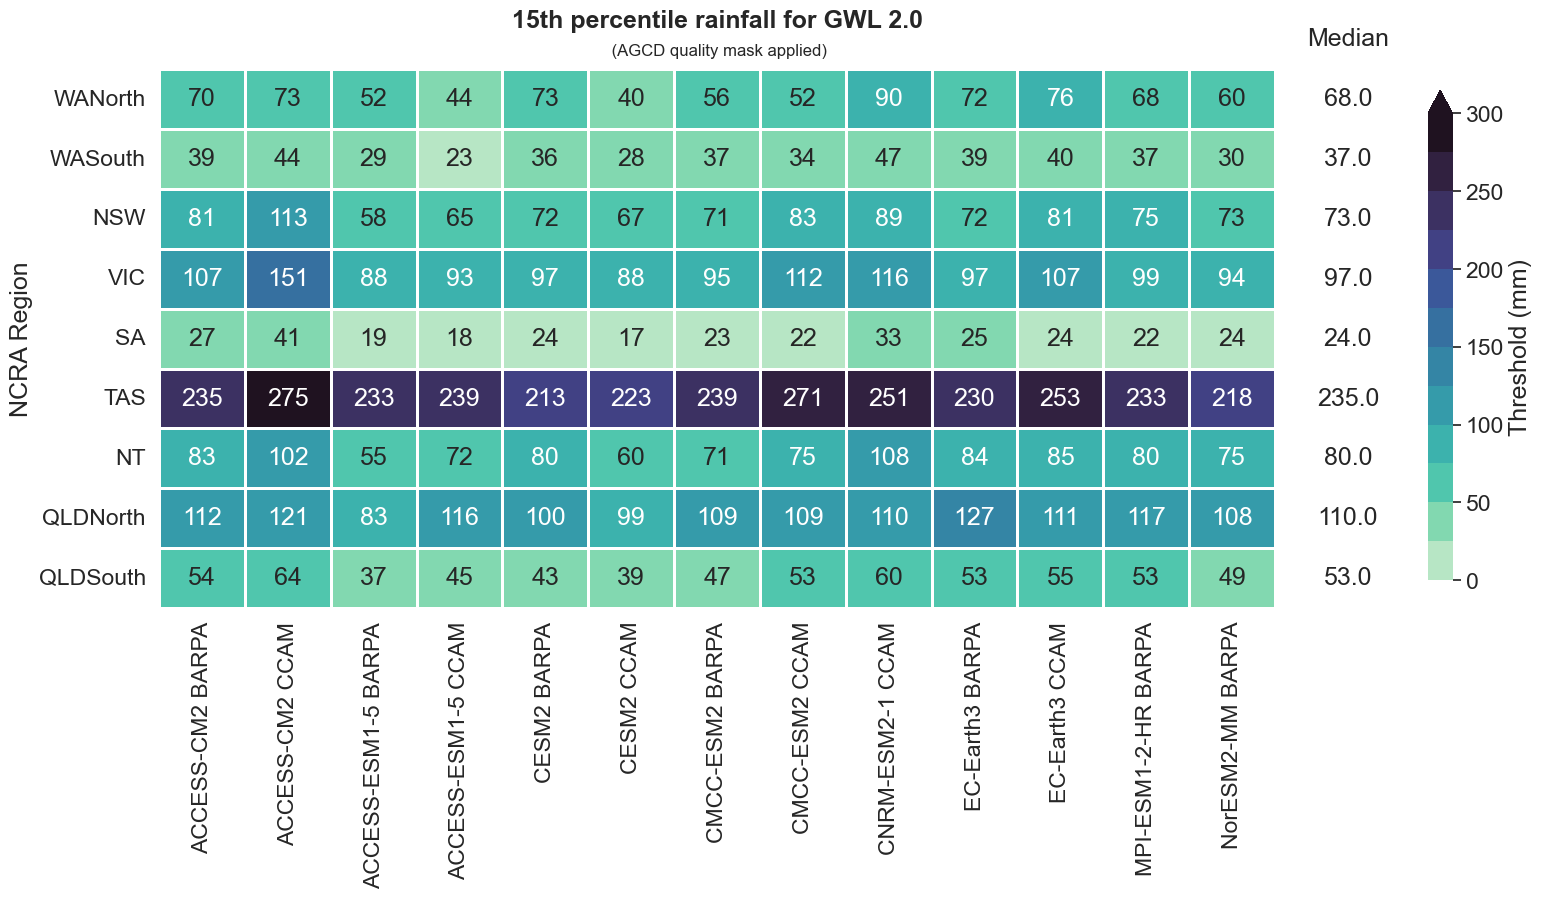 15th percentile rainfall for GWL 2.0
(AGCD quality mask applied)
Median
WANorth 70 73 52 44 73 40 56 52 90 72 76 68 60 68.0
WASouth 39 44 29 23 36 28 37 34 47 39 40 37 30 37.0
NSW 81 113 58 65 72 67 71 83 89 72 81 75 73 73.0
VIC 107 151 88 93 97 88 95 112 116 97 107 99 94 97.0
SA 27 41 19 18 24 17 23 22 33 25 24 22 24 24.0
TAS 235 275 233 239 213 223 239 271 251 230 253 233 218 235.0
NT 83 102 55 72 80 60 71 75 108 84 85 80 75 80.0
QLDNorth 112 121 83 116 100 99 109 109 110 127 111 117 108 110.0
QLDSouth 54 64 37 45 43 39 47 53 60 53 55 53 49 53.0
NCRA Region
ACCESS-CM2 BARPA
ACCESS-CM2 CCAM
ACCESS-ESM1-5 BARPA
ACCESS-ESM1-5 CCAM
CESM2 BARPA
CESM2 CCAM
CMCC-ESM2 BARPA
CMCC-ESM2 CCAM
CNRM-ESM2-1 CCAM
EC-Earth3 BARPA
EC-Earth3 CCAM
MPI-ESM1-2-HR BARPA
NorESM2-MM BARPA
300
250
200
150
100
50
0
Threshold (mm)